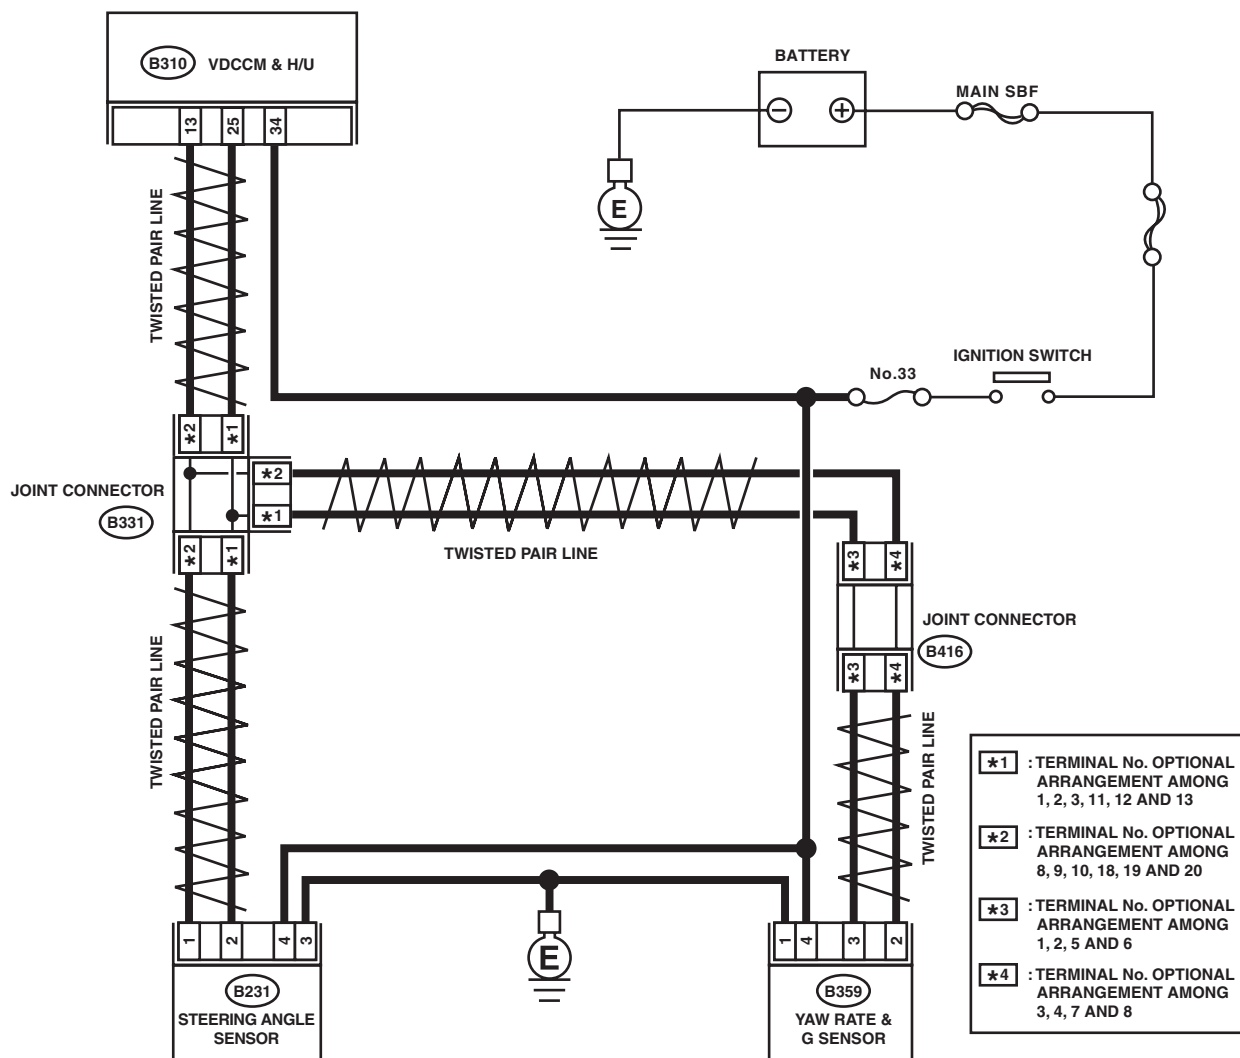 B310 VDCCM & H/U
13 25 34
BATTERY
MAIN SBF
E
TWISTED PAIR LINE
IGNITION SWITCH
No.33
*2 *1
*2
*1
JOINT CONNECTOR
B331
*2 *1
TWISTED PAIR LINE
*3 *4
JOINT CONNECTOR
B416
*3 *4
TWISTED PAIR LINE
TWISTED PAIR LINE
1 2 4 3
B231
STEERING ANGLE
SENSOR
E
1 4 3 2
B359
YAW RATE &
G SENSOR
*1 : TERMINAL No. OPTIONAL
ARRANGEMENT AMONG
1, 2, 3, 11, 12 AND 13
*2 : TERMINAL No. OPTIONAL
ARRANGEMENT AMONG
8, 9, 10, 18, 19 AND 20
*3 : TERMINAL No. OPTIONAL
ARRANGEMENT AMONG
1, 2, 5 AND 6
*4 : TERMINAL No. OPTIONAL
ARRANGEMENT AMONG
3, 4, 7 AND 8